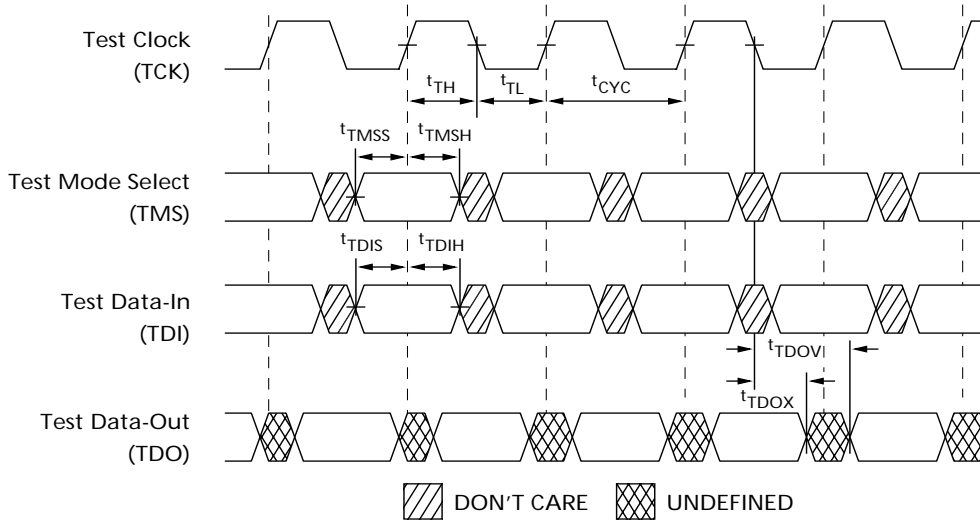 Test Clock
(TCK)
tTH
tTL
tCYC
tTMSS
tTMSH
Test Mode Select
(TMS)
tTDIS
tTDIH
Test Data-In
(TDI)
tTDOV
tTDOX
Test Data-Out
(TDO)
DON'T CARE
UNDEFINED